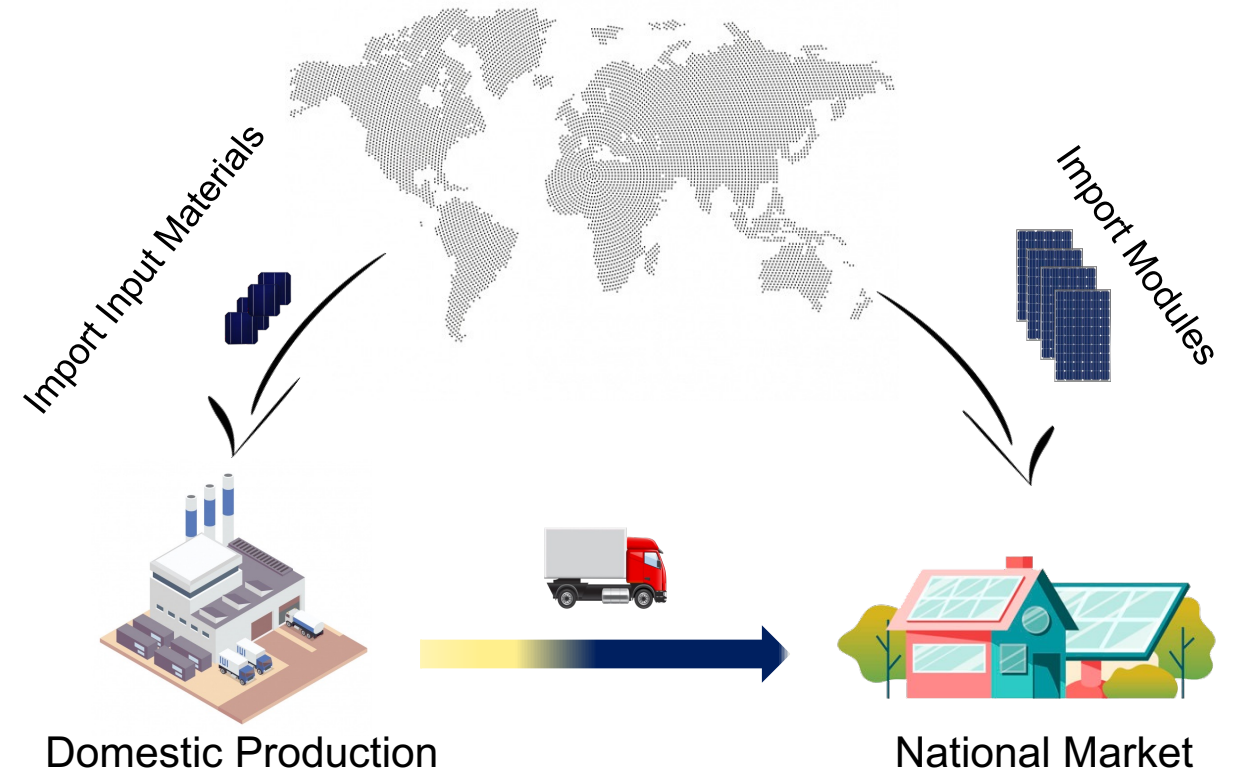 Import Input Materials
Import Modules
Domestic Production
National Market